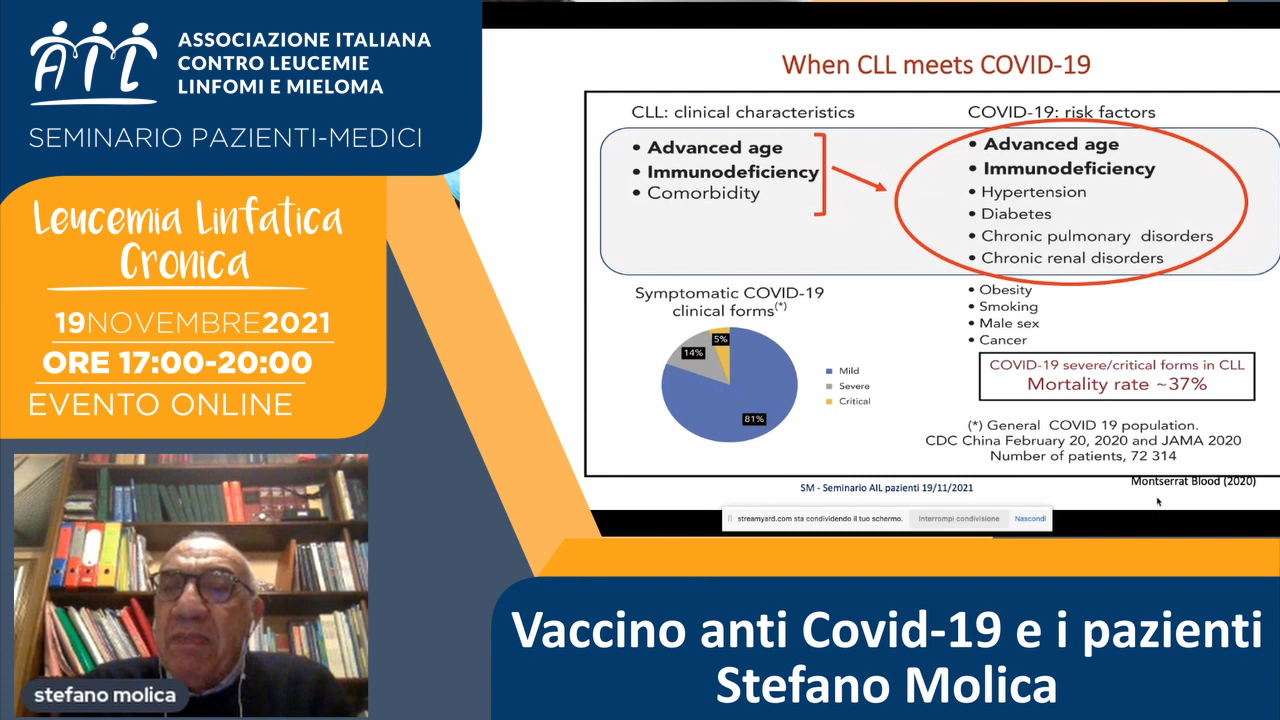 AIL
ASSOCIAZIONE ITALIANA
CONTRO LEUCEMIE
LINFOMI E MIELOMA
SEMINARIO PAZIENTI-MEDICI
Leucemia Linfatica
Cronica
19NOVEMBRE2021
ORE 17:00-20:00
EVENTO ONLINE
stefano molica
When CLL meets COVID-19
CLL: clinical characteristics
• Advanced age
• Immunodeficiency
• Comorbidity
COVID-19: risk factors
• Advanced age
• Immunodeficiency
• Hypertension
• Diabetes
• Chronic pulmonary disorders
• Chronic renal disorders
• Obesity
• Smoking
• Male sex
• Cancer
Symptomatic COVID-19
clinical forms(*)
5%
14%
81%
Mild
Severe
Critical
COVID-19 severe/critical forms in CLL
Mortality rate ~37%
(*) General COVID 19 population.
CDC China February 20, 2020 and JAMA 2020
Number of patients, 72 314
Montserrat Blood (2020)
SM - Seminario AIL pazienti 19/11/2021
streamyard.com sta condividendo il tuo schermo.
Interrompi condivisione
Nascondi
Vaccino anti Covid-19 e i pazienti
Stefano Molica